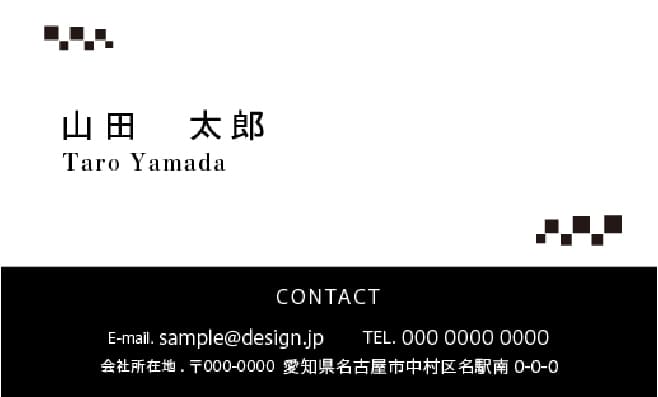 山田　太郎
Taro Yamada
CONTACT
E-mail. sample@design.jp　TEL. 000 0000 0000
会社所在地 . 〒000-0000 愛知県名古屋市中村区名駅南 0-0-0